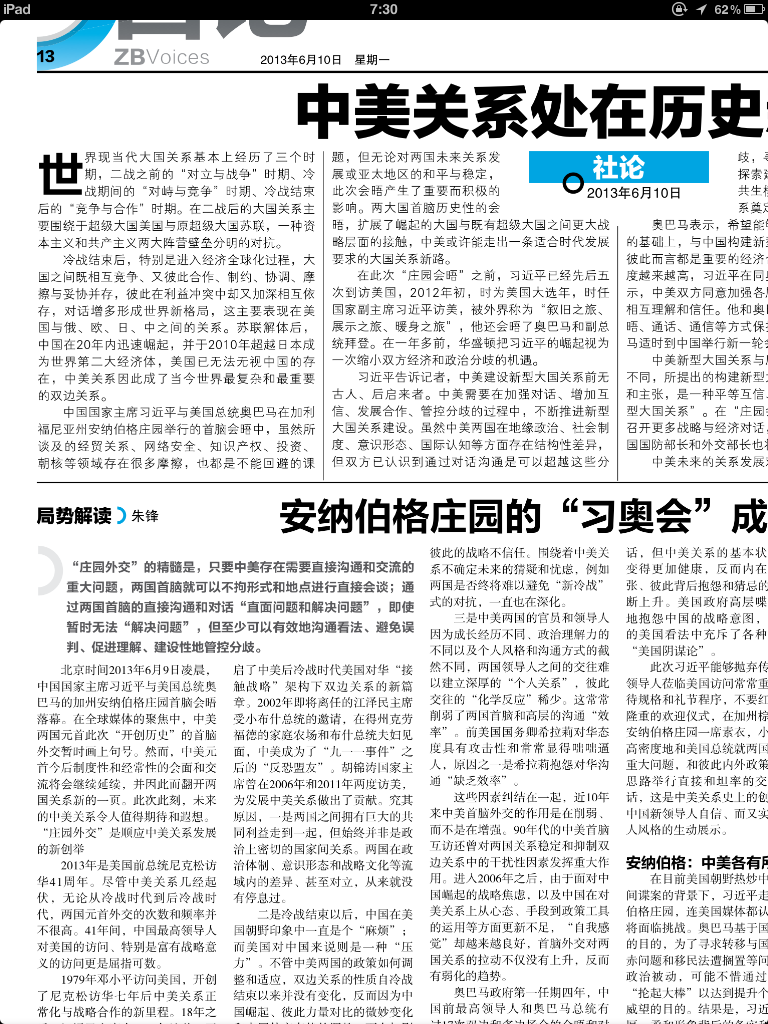 iPad
7:30
62%
13
ZBVoices
2013年6月10日 星期一
中美关系处在历史
世界现当代大国关系基本上经历了三个时
期，二战之前的“对立与战争”时期、冷
战期间的“对峙与竞争”时期、冷战结束
后的“竞争与合作”时期。在二战后的大国关系主
要围绕于超级大国美国与原超级大国苏联，一种资
本主义和共产主义两大阵营壁垒分明的对抗。
冷战结束后，特别是进入经济全球化过程，大
国之间既相互竞争、又彼此合作、制约、协调、摩
擦与妥协并存，彼此在利益冲突中却又加深相互依
存，对话增多形成世界新格局，这主要表现在美
国与俄、欧、日、中之间的关系。苏联解体后，
中国在20年内迅速崛起，并于2010年超越日本成
为世界第二大经济体，美国已无法无视中国的存
在，中美关系因此成了当今世界最复杂和最重要
的双边关系。
中国国家主席习近平与美国总统奥巴马在加利
福尼亚州安纳伯格庄园举行的首脑会晤中，虽然所
谈及的经贸关系、网络安全、知识产权、投资、
朝核等领域存在很多摩擦，也都是不能回避的课
题，但无论对两国未来关系发
展或亚太地区的和平与稳定，
此次会晤产生了重要而积极的
影响。两大国首脑历史性的会
晤，扩展了崛起的大国与既有超级大国之间更大战
略层面的接触，中美或许能走出一条适合时代发展
要求的大国关系新路。
在此次“庄园会晤”之前，习近平已经先后五
次到访美国，2012年初，时为美国大选年，时任
国家副主席习近平访美，被外界称为“叙旧之旅、
展示之旅、暖身之旅”，他还会晤了奥巴马和副总
统拜登。在一年多前，华盛顿把习近平的崛起视为
一次缩小双方经济和政治分歧的机遇。
习近平告诉记者，中美建设新型大国关系前无
古人、后启来者。中美需要在加强对话、增加互
信、发展合作、管控分歧的过程中，不断推进新型
大国关系建设。虽然中美两国在地缘政治、社会制
度、意识形态、国际认知等方面存在结构性差异，
但双方已认识到通过对话沟通是可以超越这些分
社论
2013年6月10日
歧，
探索
共生
系奠
奥巴马表示，希望能
的基础上，与中国构建新
彼此而言都是重要的经济
度越来越高，习近平在同
示，中美双方同意加强各
相互理解和信任。他和奥
晤、通话、通信等方式保
马适时到中国举行新一轮
中美新型大国关系与
不同，所提出的构建新型
和主张，是一种平等互信、
型大国关系”。在“庄园
召开更多战略与经济对话，
国国防部长和外交部长也
中美未来的关系发展
局势解读
朱锋
安纳伯格庄园的“习奥会”成
“庄园外交”的精髓是，只要中美存在需要直接沟通和交流的
重大问题，两国首脑就可以不拘形式和地点进行直接会谈；通
过两国首脑的直接沟通和对话“直面问题和解决问题”，即使
暂时无法“解决问题”，但至少可以有效地沟通看法、避免误
判、促进理解、建设性地管控分歧。
北京时间2013年6月9日凌晨，
中国国家主席习近平与美国总统奥
巴马的加州安纳伯格庄园首脑会晤
落幕。在全球媒体的聚焦中，中美
两国元首此次“开创历史”的首脑
外交暂时画上句号。然而，中美元
首今后制度性和经常性的会面和交
流将会继续延续，并因此而翻开两
国关系新的一页。此次此刻，未来
的中美关系令人值得期待和遐想。
“庄园外交”是顺应中美关系发展
的新创举
2013年是美国前总统尼克松访
华41周年。尽管中美关系几经起
伏，无论从冷战时代到后冷战时
代，两国元首外交的次数和频率并
不很高。41年间，中国最高领导人
对美国的访问、特别是富有战略意
义的访问更是屈指可数。
1979年邓小平访问美国，开创
了尼克松访华七年后中美关系正
常化与战略合作的新里程。18年之
启了中美后冷战时代美国对华“接
触战略”架构下双边关系的新篇
章。2002年即将离任的江泽民主席
受小布什总统的邀请，在得州克劳
福德的家庭农场和布什总统夫妇见
面，中美成为了“九一一事件”之
后的“反恐盟友”。胡锦涛国家主
席曾在2006年和2011年两度访美，
为发展中美关系做出了贡献。究其
原因，一是两国之间拥有巨大的共
同利益走到一起，但始终并非是政
治上密切的国家间关系。两国在政
治体制、意识形态和战略文化等流
域内的差异、甚至对立，从来就没
有停息过。
二是冷战结束以后，中国在美
国朝野印象中一直是个“麻烦”；
而美国对中国来说则是一种“压
力”。不管中美两国的政策如何调
整和适应，双边关系的性质自冷战
结束以来并没有变化，反而因为中
国崛起、彼此力量对比的微妙变化
彼此的战略不信任。围绕着中美关
系不确定未来的猜疑和忧虑，例如
两国是否终将难以避免“新冷战”
式的对抗，一直也在深化。
三是中美两国的官员和领导人
因为成长经历不同、政治理解力的
不同以及个人风格和沟通方式的截
然不同，两国领导人之间的交往难
以建立深厚的“个人关系”，彼此
交往的“化学反应”稀少。这常常
削弱了两国首脑和高层的沟通“效
率”。前美国国务卿希拉莉对华态
度具有攻击性和常常显得咄咄逼
人，原因之一是希拉莉抱怨对华沟
通“缺乏效率”。
这些因素纠结在一起，近10年
来中美首脑外交的作用是在削弱、
而不是在增强。90年代的中美首脑
互访还曾对两国关系稳定和抑制双
边关系中的干扰性因素发挥重大作
用。进入2006年之后，由于面对中
国崛起的战略焦虑，以及中国在对
美关系上从心态、手段到政策工具
的运用等方面更新不足，“自我感
觉”却越来越良好，首脑外交对两
国关系的拉动不仅没有上升，反而
有弱化的趋势。
奥巴马政府第一任期四年，中
国前最高领导人和奥巴马总统有
话，但中美关系的基本状
变得更加健康，反而内在
张、彼此背后抱怨和猜忌的
断上升。美国政府高层喋
地抱怨中国的战略意图，
的美国看法中充斥了各种
“美国阴谋论”。
此次习近平能够抛弃传
领导人莅临美国访问常常重
待规格和礼节程序，不要红
隆重的欢迎仪式，在加州棕
安纳伯格庄园一席素衣，小
高密度地和美国总统就两国
重大问题，和彼此内外政策
思路举行直接和坦率的交
话，这是中美关系史上的创
中国新领导人自信、而又实
人风格的生动展示。
安纳伯格：中美各有所
在目前美国朝野热炒中
间谍案的背景下，习近平走
伯格庄园，连美国媒体都认
将面临挑战。奥巴马基于国
的目的，为了寻求转移与国
赤问题和移民法遭搁置等问
政治被动，可能不惜通过
“抢起大棒”以达到提升个
威望的目的。结果是，习近